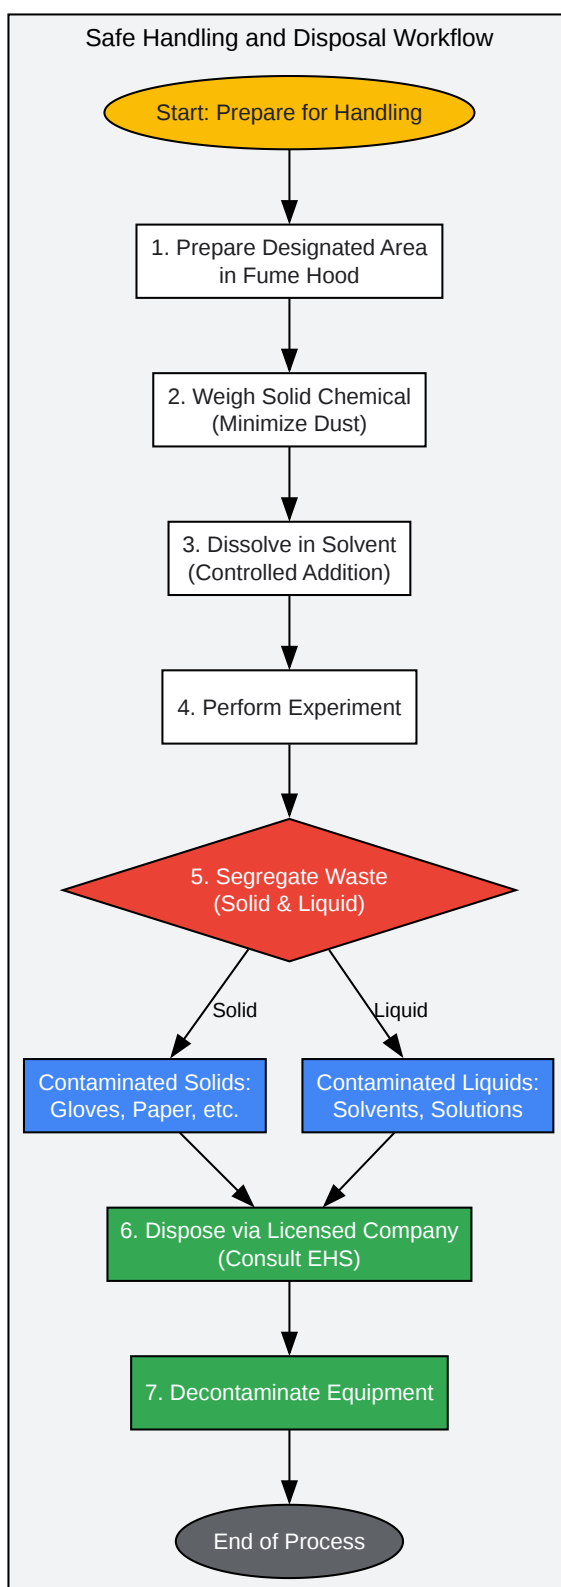 Safe Handling and Disposal Workflow
Start: Prepare for Handling
1. Prepare Designated Area
in Fume Hood
2. Weigh Solid Chemical
(Minimize Dust)
3. Dissolve in Solvent
(Controlled Addition)
4. Perform Experiment
5. Segregate Waste
(Solid & Liquid)
Solid
Liquid
Contaminated Solids:
Gloves, Paper, etc.
Contaminated Liquids:
Solvents, Solutions
6. Dispose via Licensed Company
(Consult EHS)
7. Decontaminate Equipment
End of Process